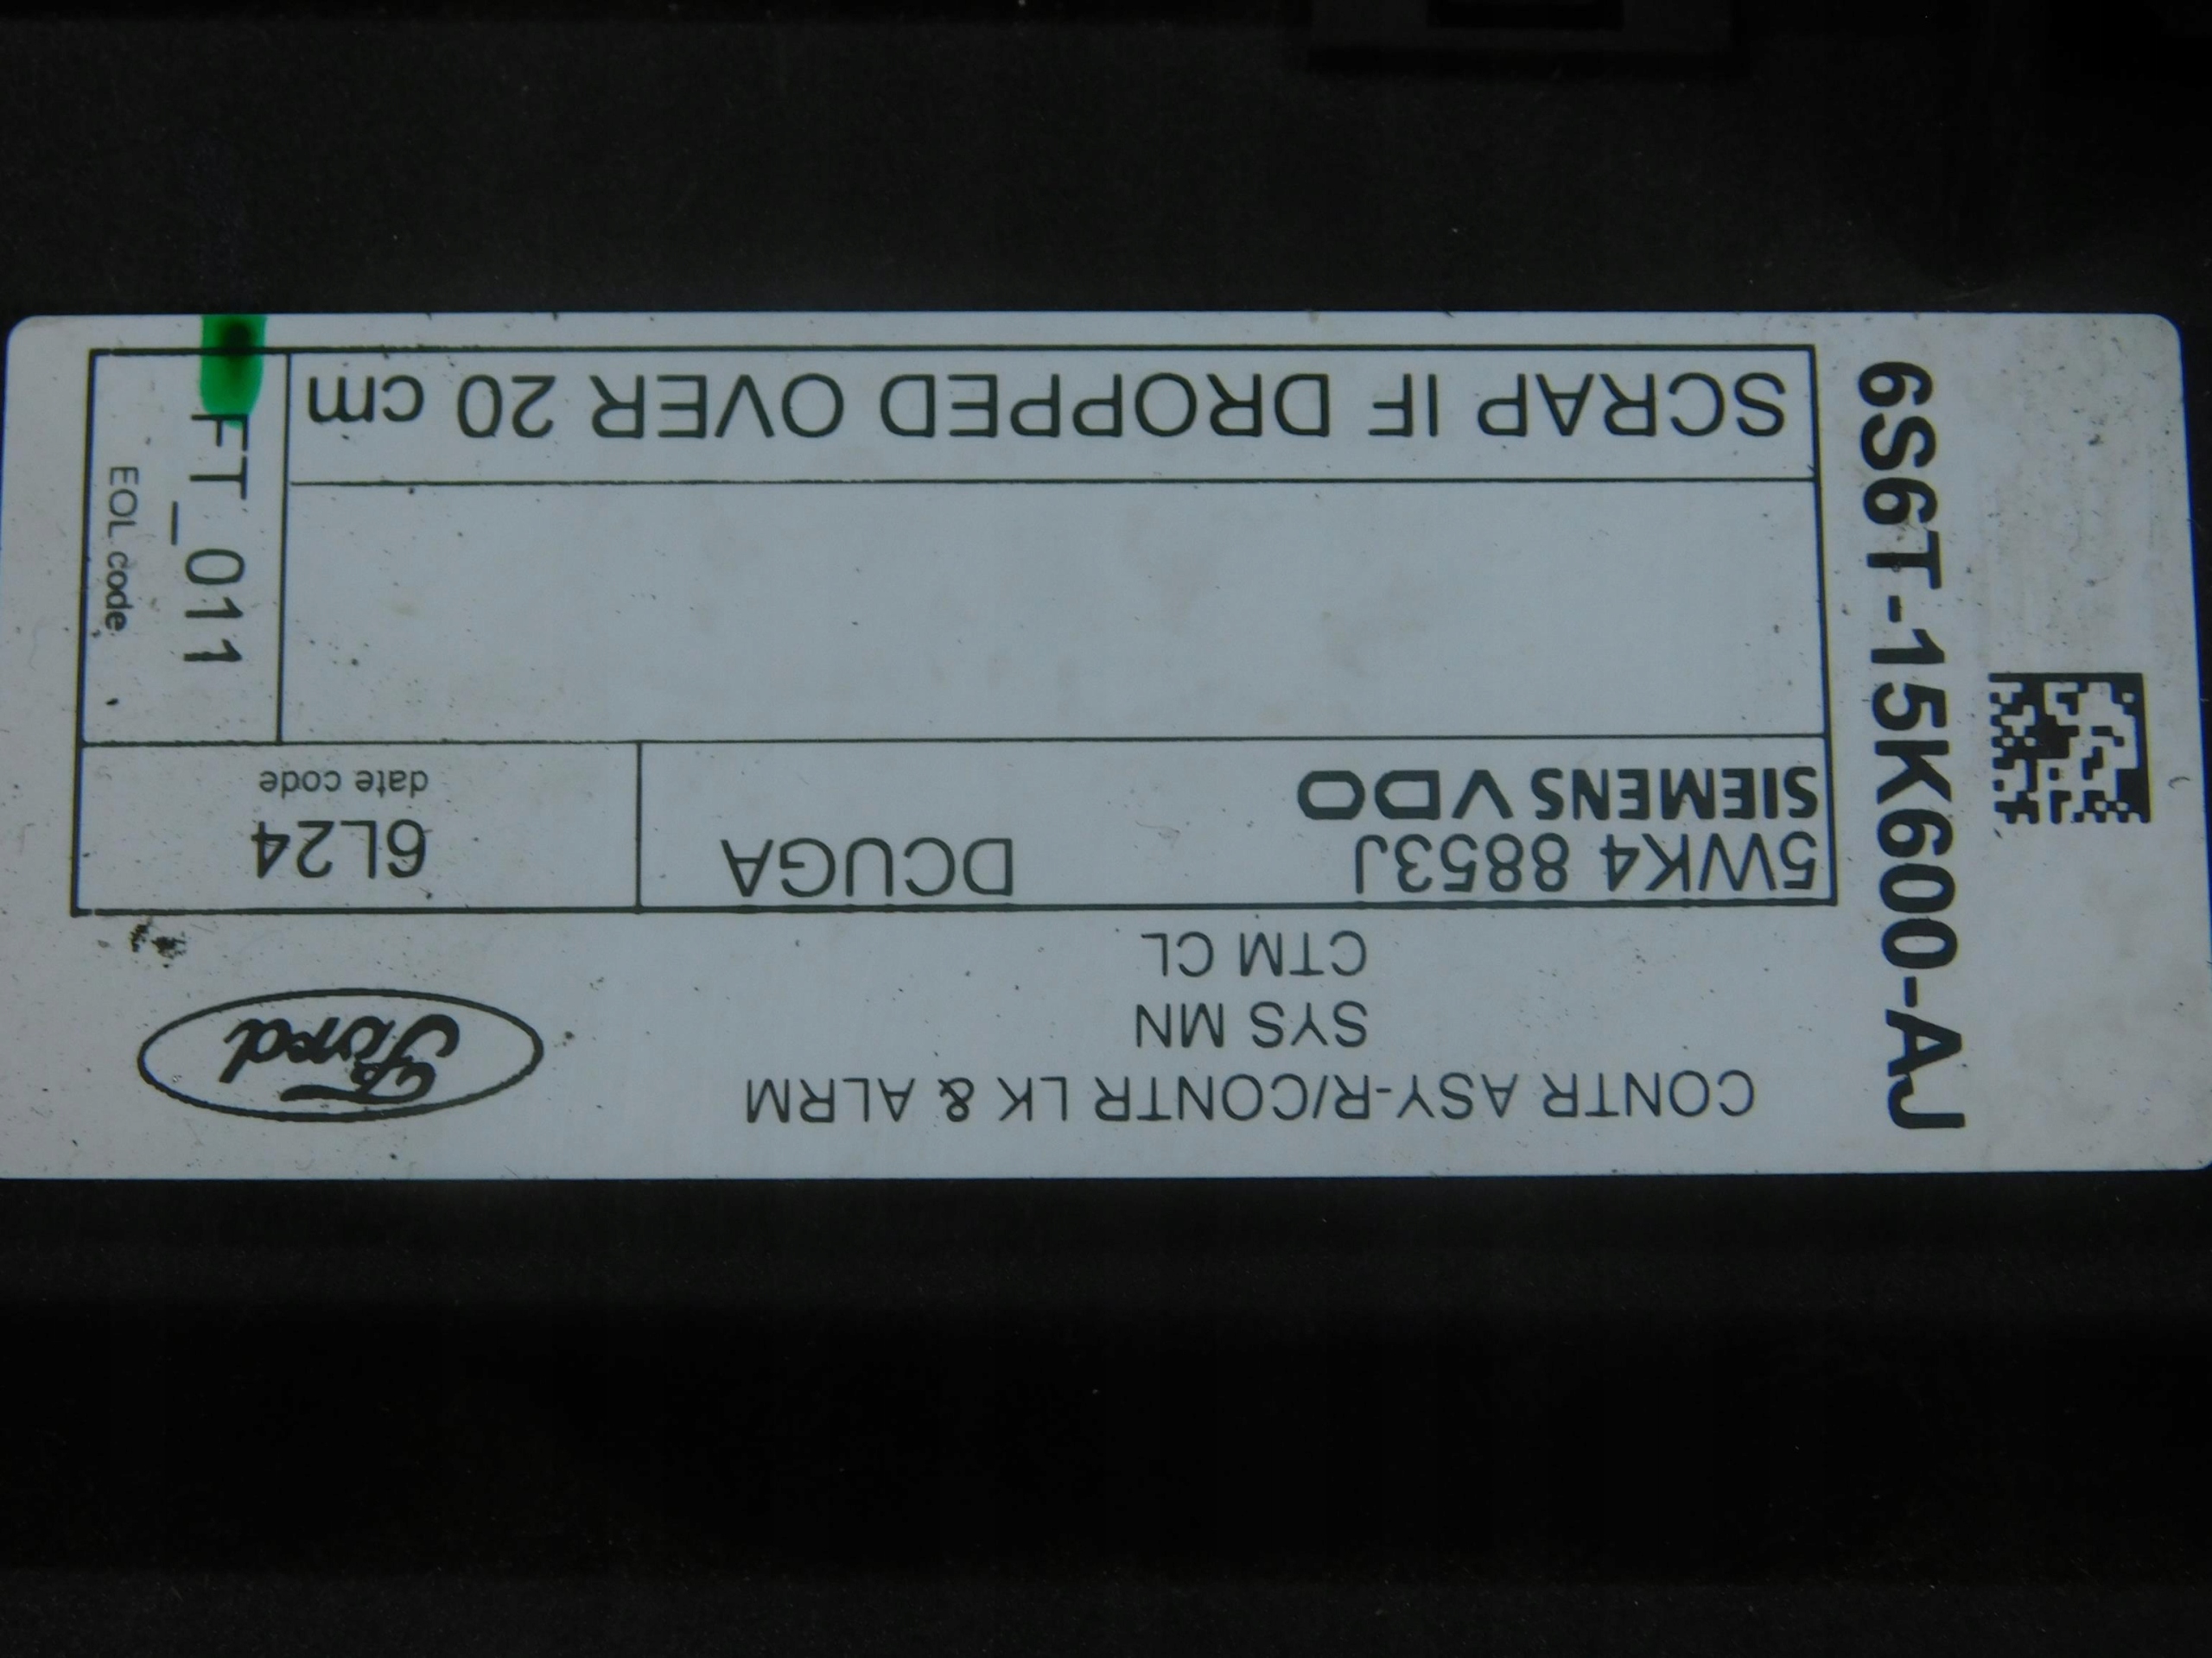 6S6T-15K600-AJ
CONTR ASY-R/CONTR LK & ALRM
SYS MN
CTM CL
Ford
5WK4 8853J
DCUGA
SIEMENS VDO
6L24
date code
FT_011
EOL code
SCRAP IF DROPPED OVER 20 cm